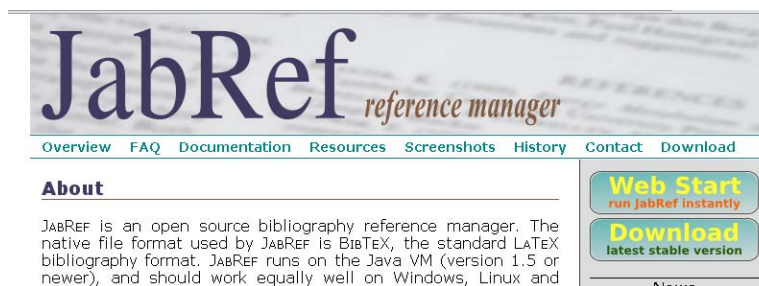 JabRef reference manager
Overview FAQ Documentation Resources Screenshots History Contact Download
About
JABREF is an open source bibliography reference manager. The
native file format used by JABREF is BIBTEX, the standard LATEX
bibliography format. JABREF runs on the Java VM (version 1.5 or
newer), and should work equally well on Windows, Linux and
Web Start
run JabRef instantly
Download
latest stable version